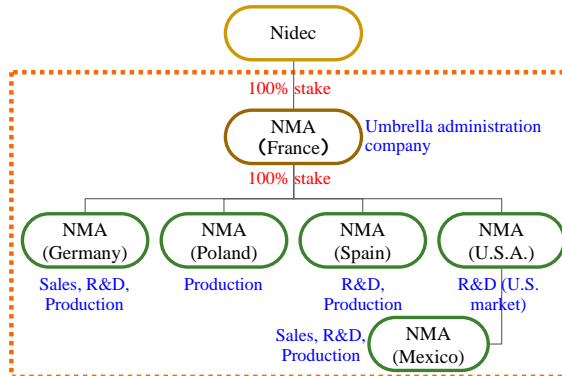 Nidec
100% stake
NMA
(France)
Umbrella administration
company
100% stake
NMA
(Germany)
NMA
(Poland)
NMA
(Spain)
NMA
(U.S.A.)
Sales, R&D,
Production
Production
R&D,
Production
R&D (U.S.
market)
Sales, R&D,
Production
NMA
(Mexico)